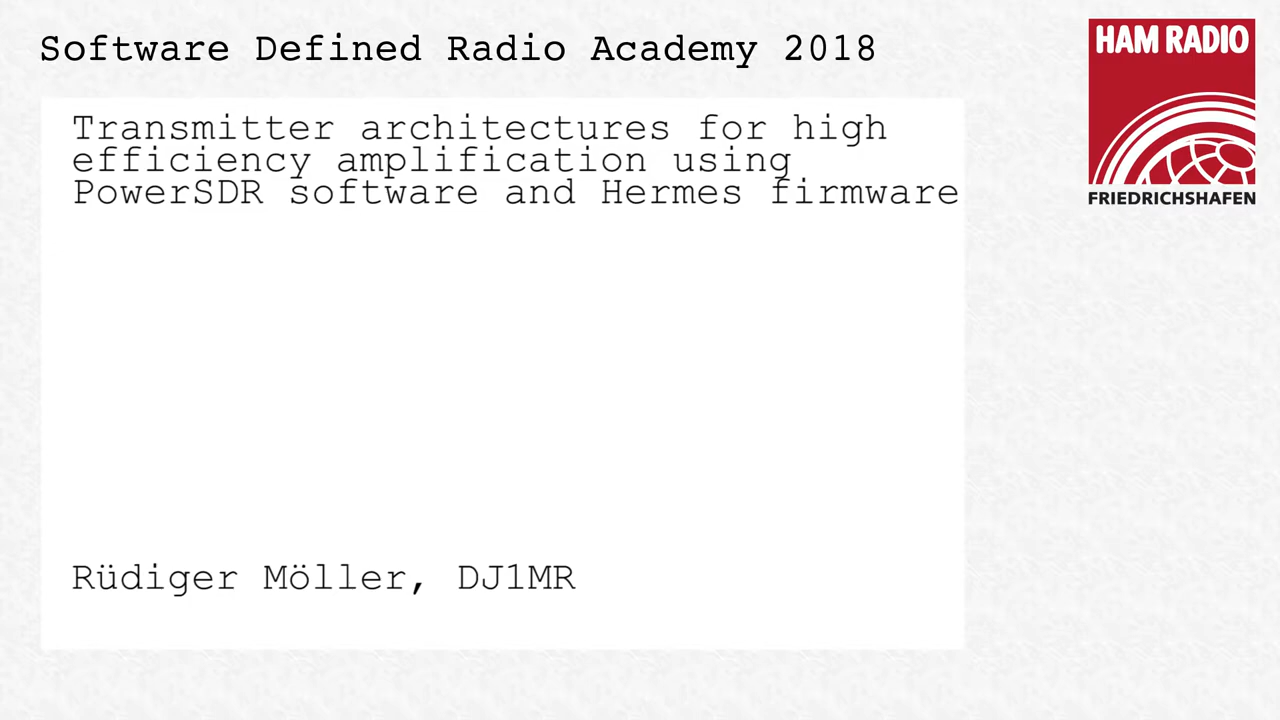 Software Defined Radio Academy 2018
HAM RADIO
FRIEDRICHSHAFEN
Transmitter architectures for high
efficiency amplification using
PowerSDR software and Hermes firmware
Rüdiger Möller, DJ1MR